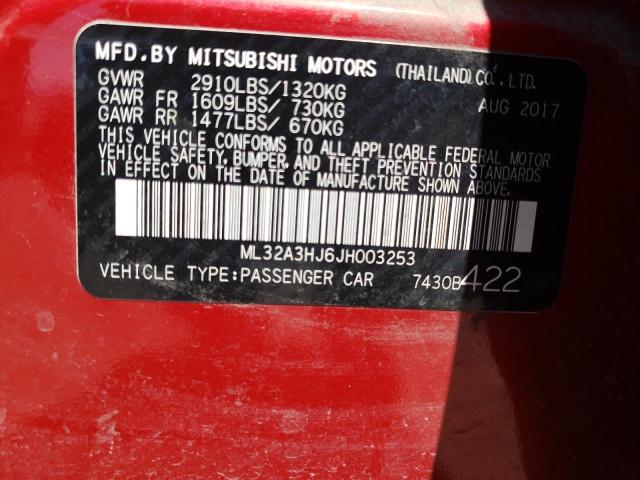 MFD.BY MITSUBISHI MOTORS (THAILAND)CO.,LTD.
GVWR 2910LBS/1320KG
GAWR FR 1609LBS/ 730KG AUG 2017
GAWR RR 1477LBS/ 670KG
THIS VEHICLE CONFORMS TO ALL APPLICABLE FEDERAL MOTOR
VEHICLE SAFETY, BUMPER, AND THEFT PREVENTION STANDARDS
IN EFFECT ON THE DATE OF MANUFACTURE SHOWN ABOVE.
ML32A3HJ6JH003253
VEHICLE TYPE:PASSENGER CAR 7430B422